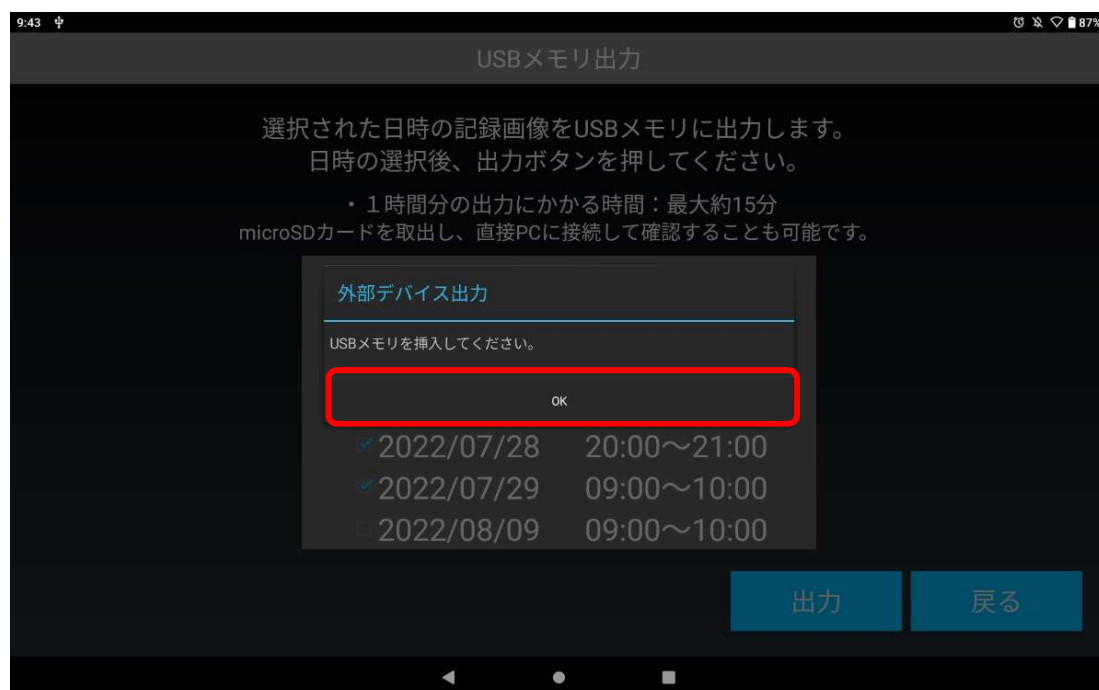 9:43
87%
USBメモリ出力
選択された日時の記録画像をUSBメモリに出力します。
日時の選択後、出力ボタンを押してください。
・１時間分の出力にかかる時間：最大約15分
microSDカードを取出し、直接PCに接続して確認することも可能です。
外部デバイス出力
USBメモリを挿入してください。
OK
2022/07/28 20:00～21:00
2022/07/29 09:00～10:00
2022/08/09 09:00～10:00
出力 戻る